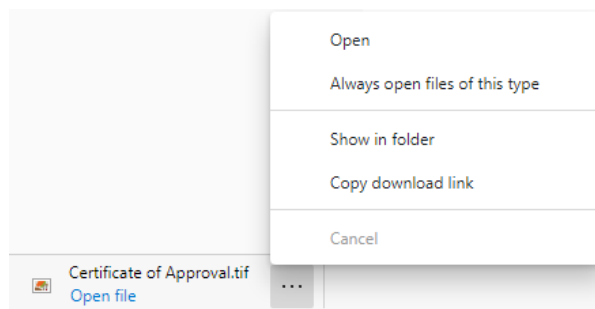 Open
Always open files of this type
Show in folder
Copy download link
Cancel
Certificate of Approval.tif
Open file
...